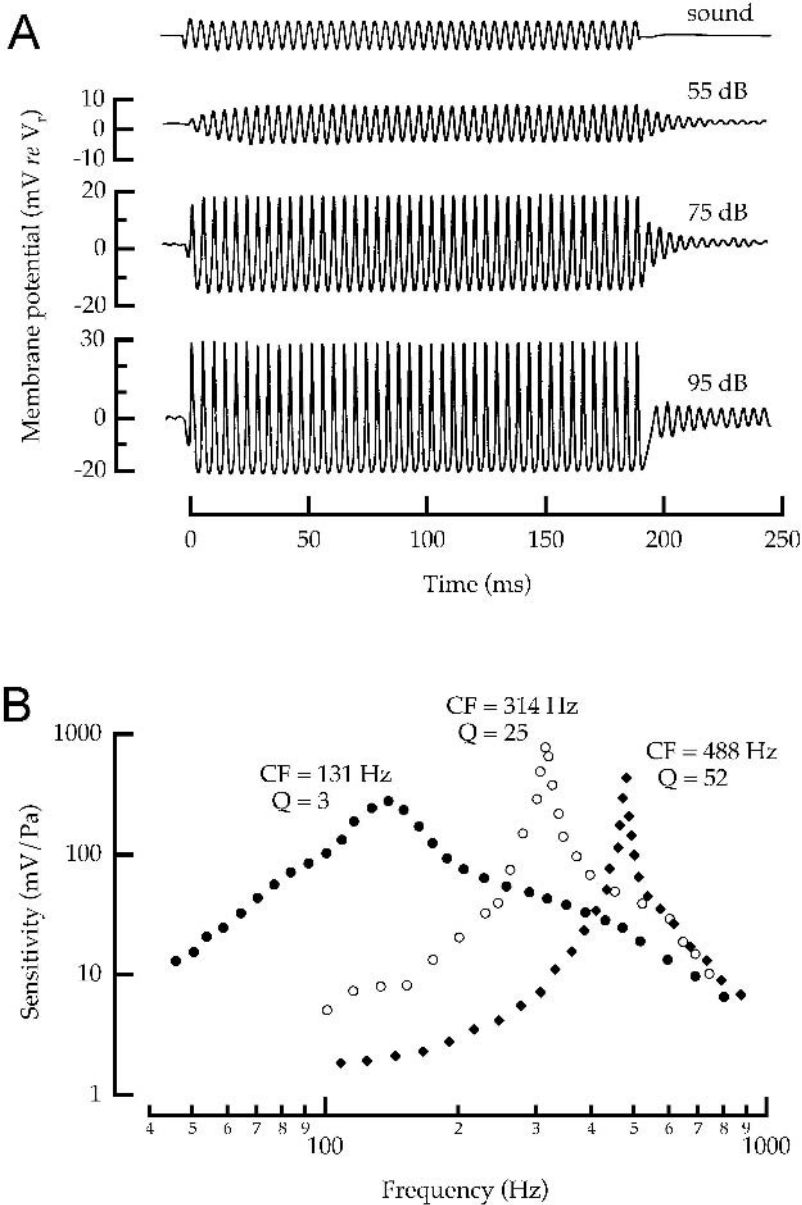 A
sound
55 dB
10
0
-10
75 dB
20
0
-20
95 dB
30
0
-20
Membrane potential (mV re Vr)
0 50 100 150 200 250
Time (ms)
B
CF = 131 Hz
Q = 3
CF = 314 Hz
Q = 25
CF = 488 Hz
Q = 52
1000
100
10
1
Sensitivity (mV/Pa)
4 5 6 7 8 9 100 2 3 4 5 6 7 8 9 1000
Frequency (Hz)